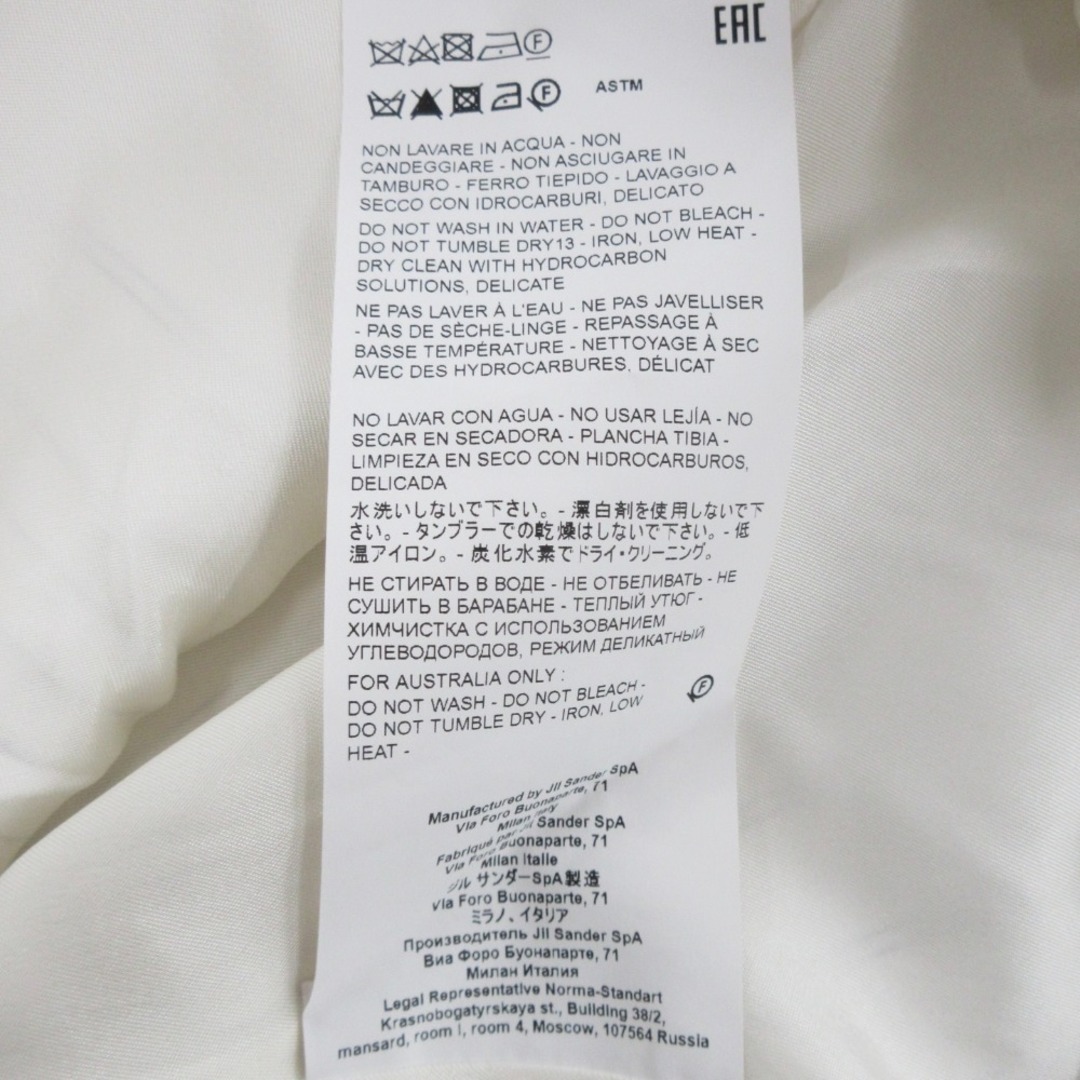 EAC
F
F
ASTM
NON LAVARE IN ACQUA - NON
CANDEGGIARE - NON ASCIUGARE IN
TAMBURO - FERRO TIEPIDO - LAVAGGIO A
SECCO CON IDROCARBURI, DELICATO
DO NOT WASH IN WATER - DO NOT BLEACH -
DO NOT TUMBLE DRY13 - IRON, LOW HEAT -
DRY CLEAN WITH HYDROCARBON
SOLUTIONS, DELICATE
NE PAS LAVER À L'EAU - NE PAS JAVELLISER
- PAS DE SÈCHE-LINGE - REPASSAGE À
BASSE TEMPÉRATURE - NETTOYAGE À SEC
AVEC DES HYDROCARBURES, DÉLICAT
NO LAVAR CON AGUA - NO USAR LEJÍA - NO
SECAR EN SECADORA - PLANCHA TIBIA -
LIMPIEZA EN SECO CON HIDROCARBUROS,
DELICADA
水洗いしないで下さい。- 漂白剤を使用しないで下
さい。- タンブラーでの乾燥はしないで下さい。- 低
温アイロン。- 炭化水素でドライ・クリーニング。
НЕ СТИРАТЬ В ВОДЕ - НЕ ОТБЕЛИВАТЬ - НЕ
СУШИТЬ В БАРАБАНЕ - ТЕПЛЫЙ УТЮГ -
ХИМЧИСТКА С ИСПОЛЬЗОВАНИЕМ
УГЛЕВОДОРОДОВ, РЕЖИМ ДЕЛИКАТНЫЙ
FOR AUSTRALIA ONLY :
DO NOT WASH - DO NOT BLEACH -
DO NOT TUMBLE DRY - IRON, LOW
HEAT -
F
Manufactured by Jil Sander SpA
Via Foro Buonaparte, 71
Milan Italy
Fabriqué par Jil Sander SpA
Via Foro Buonaparte, 71
Milan Italie
ジル サンダーSpA製造
Via Foro Buonaparte, 71
ミラノ、イタリア
Производитель Jil Sander SpA
Виа Форо Буонапарте, 71
Милан Италия
Legal Representative Norma-Standart
Krasnobogatyrskaya st., Building 38/2,
mansard, room I, room 4, Moscow, 107564 Russia